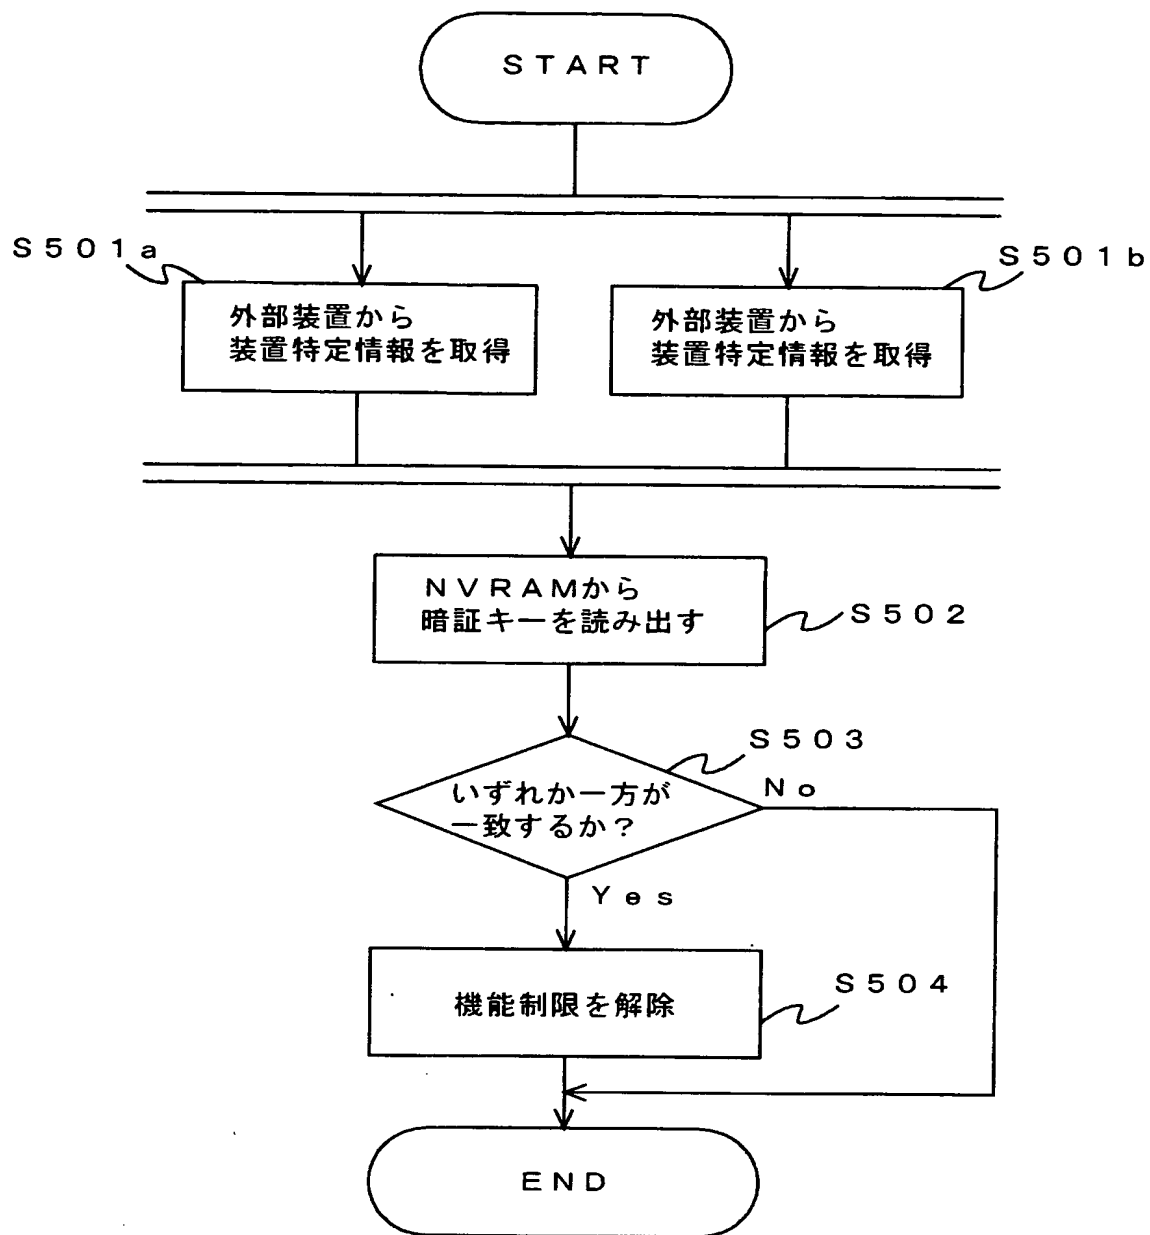 ＳＴＡＲＴ
Ｓ５０１ａ
Ｓ５０１ｂ
外部装置から
装置特定情報を取得
外部装置から
装置特定情報を取得
ＮＶＲＡＭから
暗証キーを読み出す
Ｓ５０２
Ｓ５０３
いずれか一方が
一致するか？
Ｎｏ
Ｙｅｓ
機能制限を解除
Ｓ５０４
ＥＮＤ